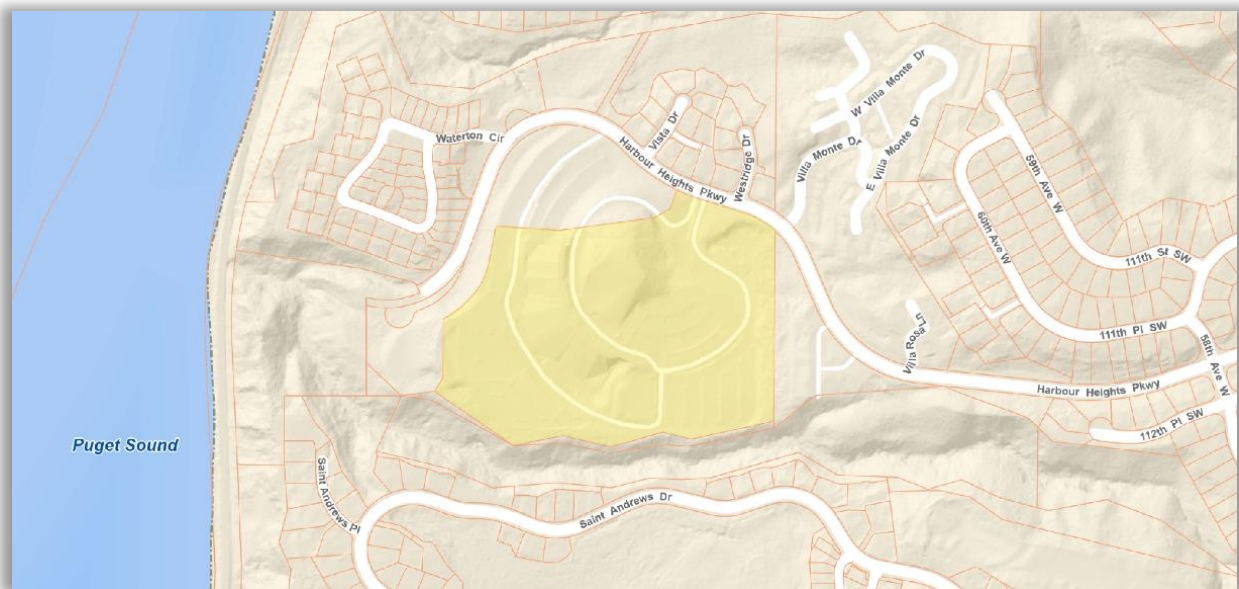 W Villa Monte Dr
Waterton Cir
Vista Dr
Harbour Heights Pkwy
Westridge Dr
Villa Monte Dr
E Villa Monte Dr
59th Ave W
60th Ave W
111th St SW
111th Pl SW
Villa Rosa Ln
58th Ave W
Harbour Heights Pkwy
112th Pl SW
Puget Sound
Saint Andrews Pl
Saint Andrews Dr